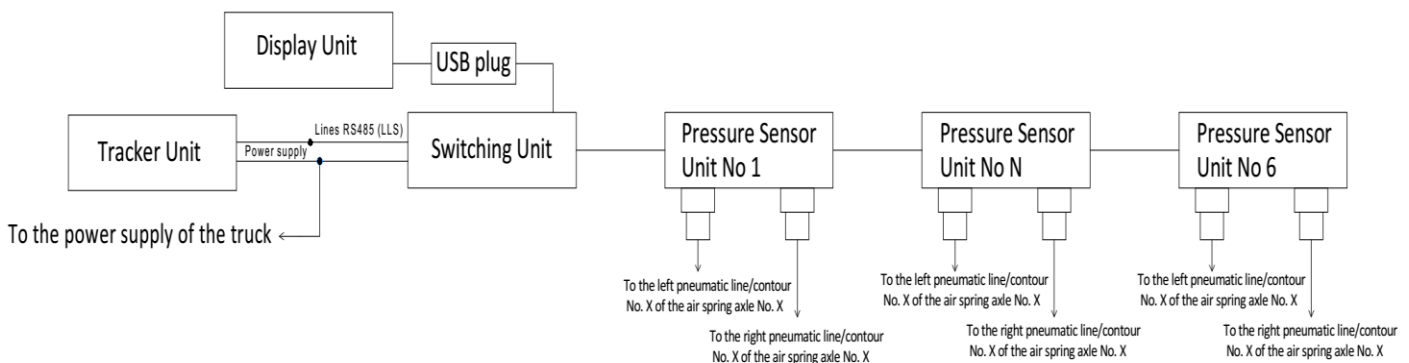 Display Unit
USB plug
Lines RS485 (LLS)
Tracker Unit
Power supply
Switching Unit
Pressure Sensor
Unit No 1
Pressure Sensor
Unit No N
Pressure Sensor
Unit No 6
To the power supply of the truck
To the left pneumatic line/contour
No. X of the air spring axle No. X
To the left pneumatic line/contour
No. X of the air spring axle No. X
To the left pneumatic line/contour
No. X of the air spring axle No. X
To the right pneumatic line/contour
No. X of the air spring axle No. X
To the right pneumatic line/contour
No. X of the air spring axle No. X
To the right pneumatic line/contour
No. X of the air spring axle No. X